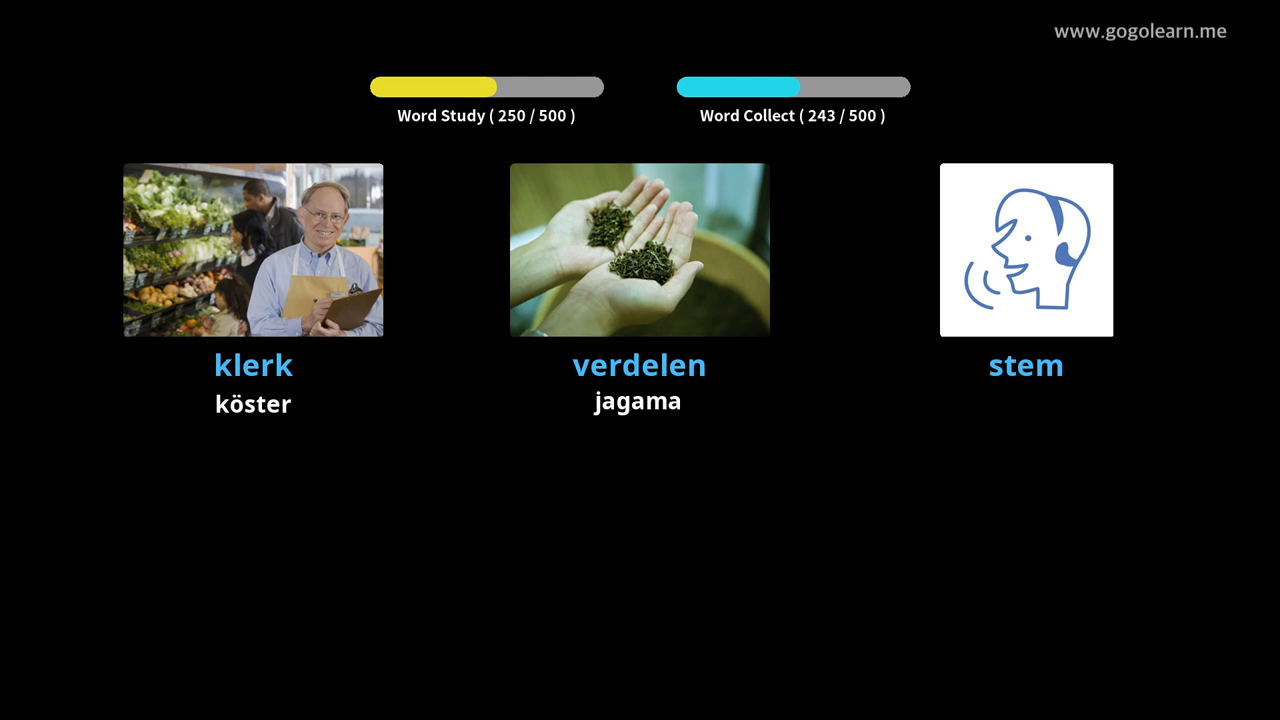 www.gogolearn.me
Word Study ( 250 / 500 )
Word Collect ( 243 / 500 )
klerk
verdelen
stem
köster
jagama